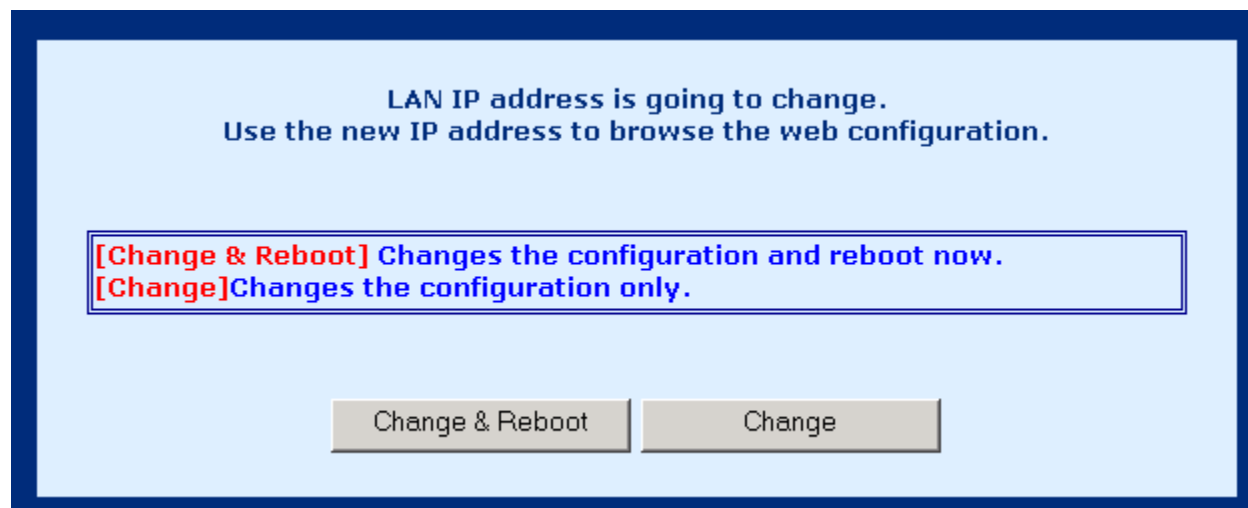 LAN IP address is going to change.
Use the new IP address to browse the web configuration.
[Change & Reboot] Changes the configuration and reboot now.
[Change]Changes the configuration only.
Change & Reboot
Change